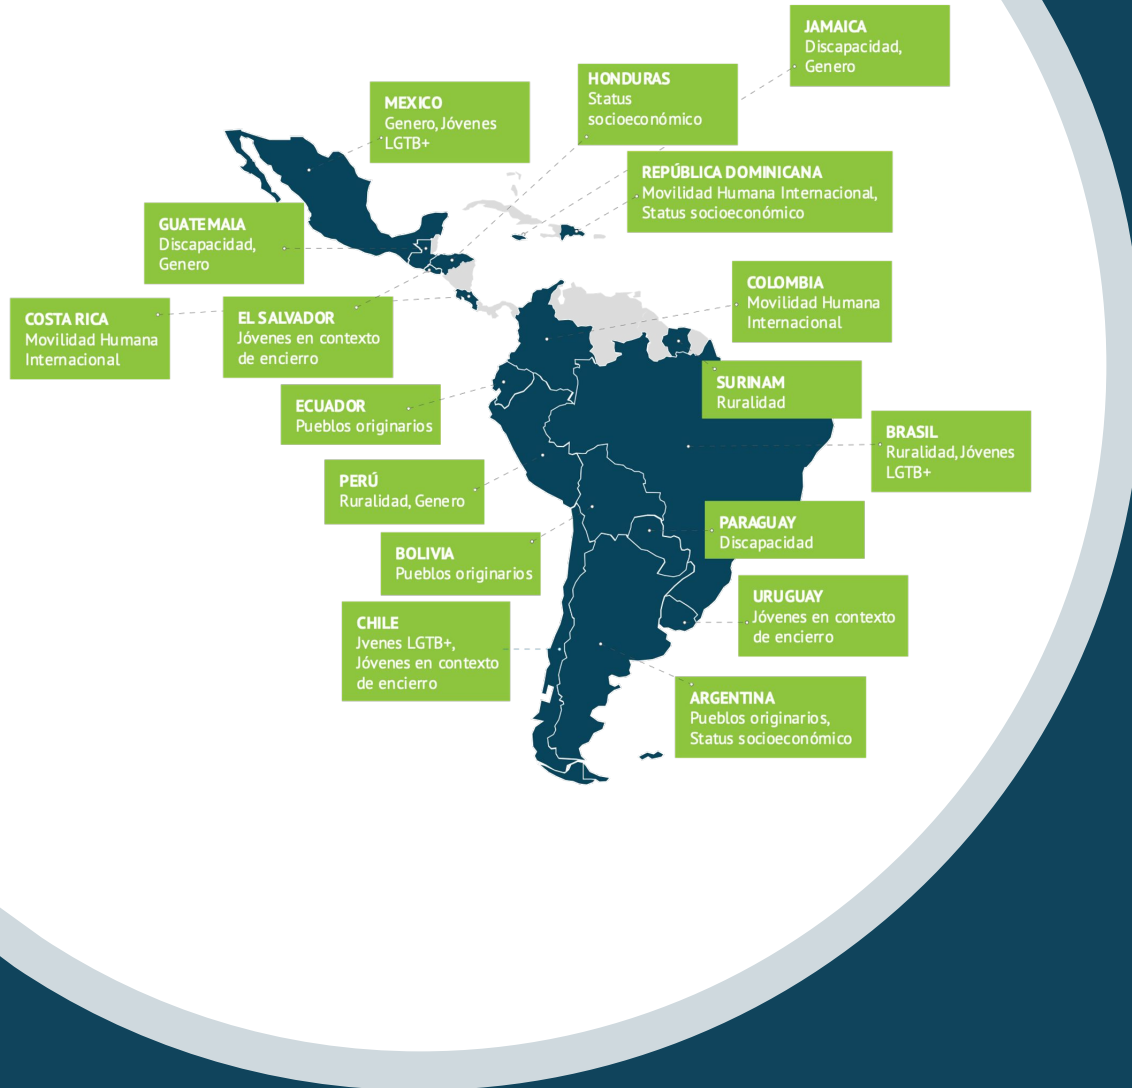 JAMAICA
Discapacidad,
Genero
HONDURAS
Status
socioeconómico
MEXICO
Genero, Jóvenes
LGTB+
REPÚBLICA DOMINICANA
Movilidad Humana Internacional,
Status socioeconómico
GUATEMALA
Discapacidad,
Genero
COLOMBIA
Movilidad Humana
Internacional
COSTA RICA
Movilidad Humana
Internacional
EL SALVADOR
Jóvenes en contexto
de encierro
SURINAM
Ruralidad
ECUADOR
Pueblos originarios
BRASIL
Ruralidad, Jóvenes
LGTB+
PERÚ
Ruralidad, Genero
PARAGUAY
Discapacidad
BOLIVIA
Pueblos originarios
URUGUAY
Jóvenes en contexto
de encierro
CHILE
Jvenes LGTB+,
Jóvenes en contexto
de encierro
ARGENTINA
Pueblos originarios,
Status socioeconómico